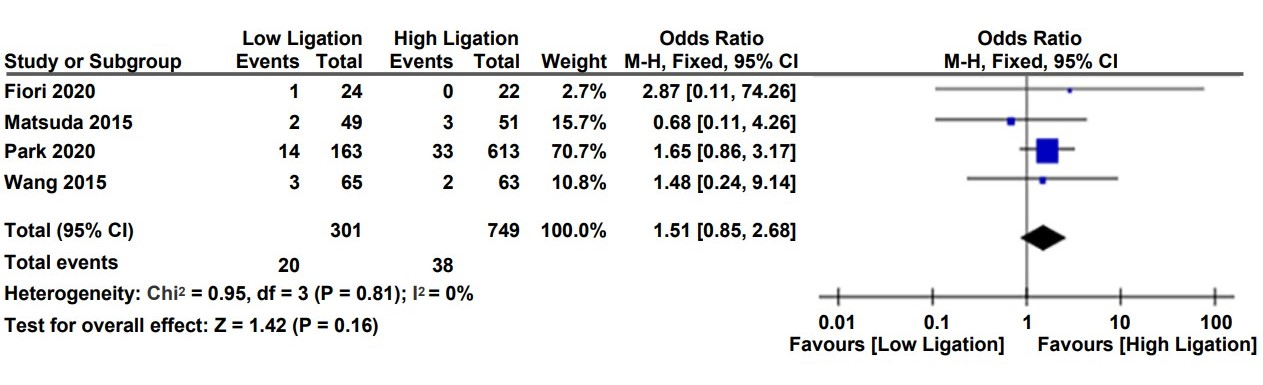 Low Ligation High Ligation Odds Ratio Odds Ratio
Study or Subgroup Events Total Events Total Weight M-H, Fixed, 95% CI M-H, Fixed, 95% CI
Fiori 2020 1 24 0 22 2.7% 2.87 [0.11, 74.26]
Matsuda 2015 2 49 3 51 15.7% 0.68 [0.11, 4.26]
Park 2020 14 163 33 613 70.7% 1.65 [0.86, 3.17]
Wang 2015 3 65 2 63 10.8% 1.48 [0.24, 9.14]
Total (95% CI) 301 749 100.0% 1.51 [0.85, 2.68]
Total events 20 38
Heterogeneity: Chi² = 0.95, df = 3 (P = 0.81); I² = 0%
Test for overall effect: Z = 1.42 (P = 0.16)
0.01 0.1 1 10 100
Favours [Low Ligation] Favours [High Ligation]